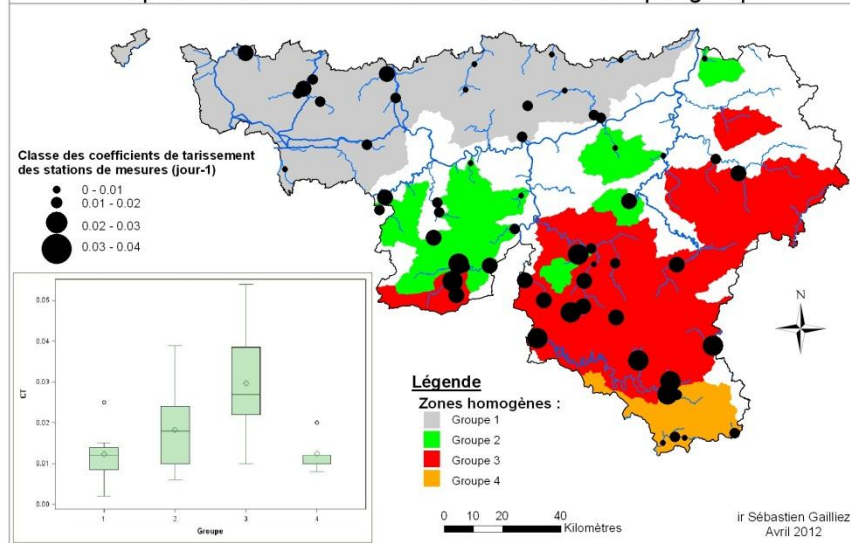 Classe des coefficients de tarissement
des stations de mesures (jour-1)
0 - 0.01
0.01 - 0.02
0.02 - 0.03
0.03 - 0.04
N
0.05
0.04
0.03
0.02
0.01
0.00
CT
1 2 3 4
Groupe
Légende
Zones homogènes :
Groupe 1
Groupe 2
Groupe 3
Groupe 4
0 10 20 40
Kilomètres
ir Sébastien Gailliez
Avril 2012